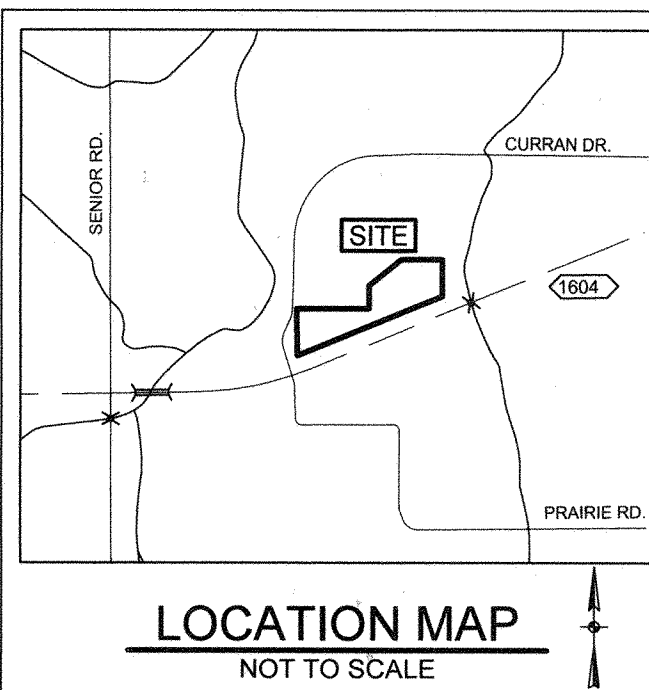 SENIOR RD.
CURRAN DR.
SITE
1604
PRAIRIE RD.
LOCATION MAP
NOT TO SCALE